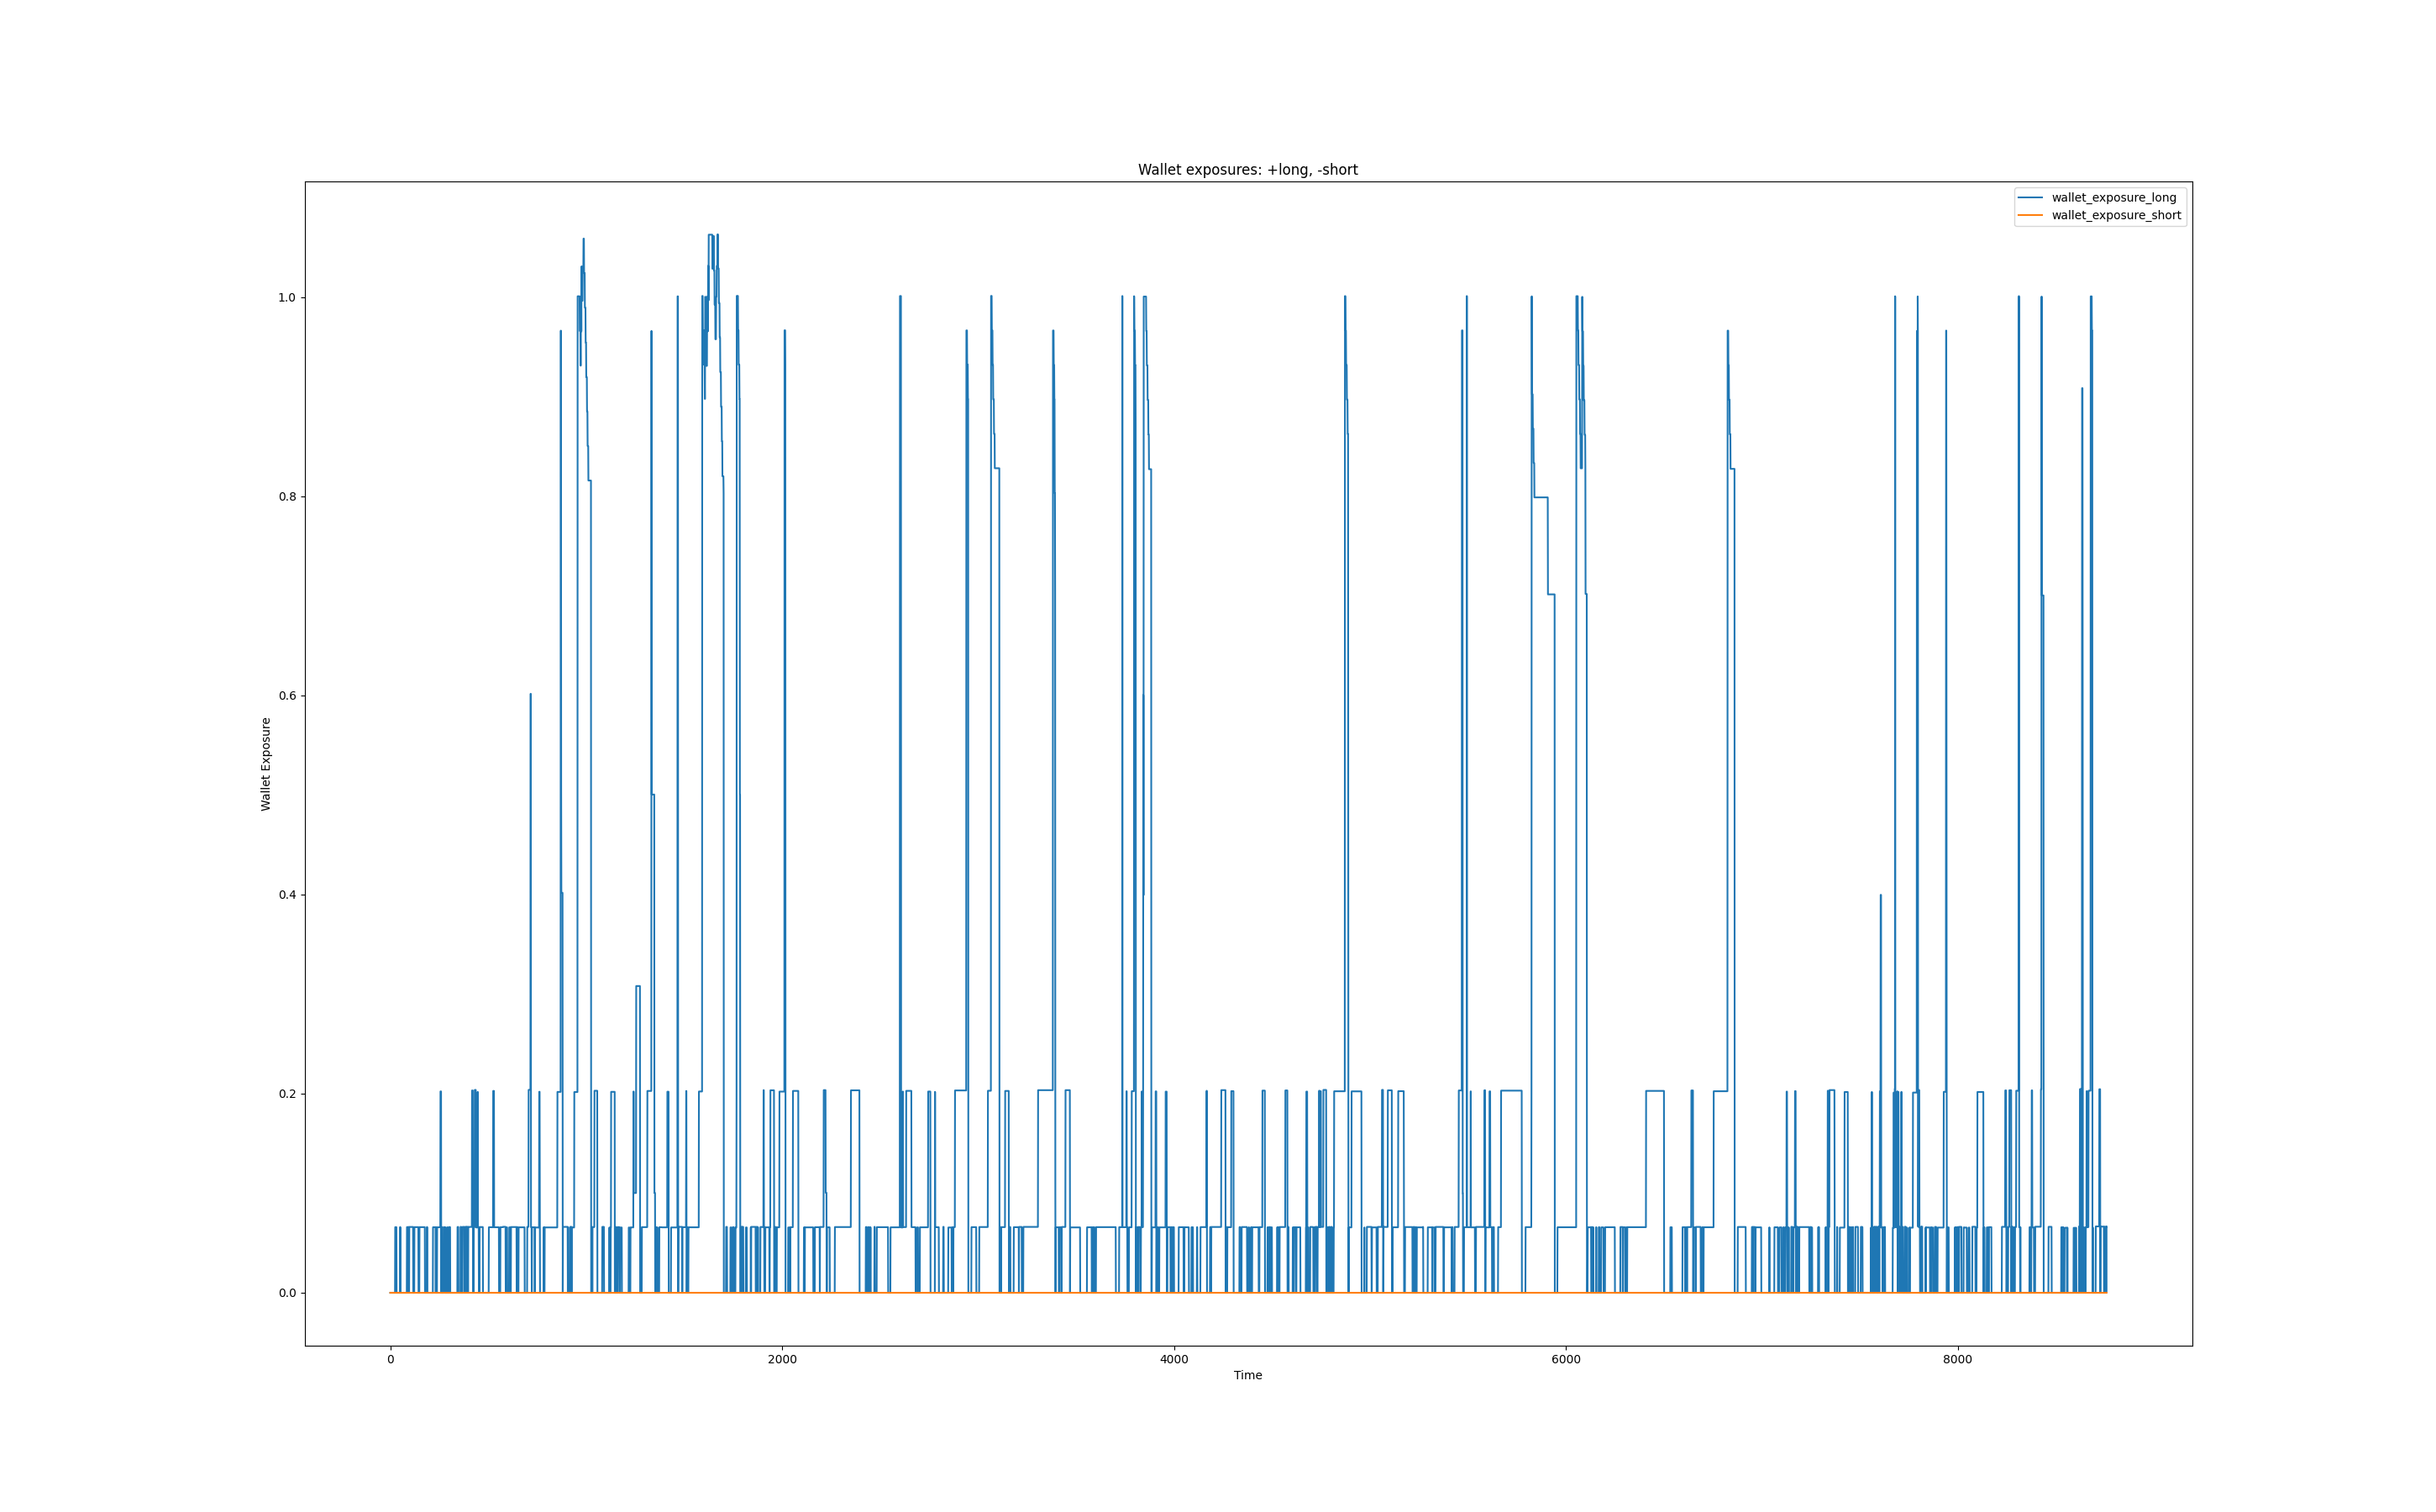 Wallet exposures: +long, -short
wallet_exposure_long
wallet_exposure_short
1.0
0.8
0.6
0.4
0.2
0.0
Wallet Exposure
0 2000 4000 6000 8000
Time